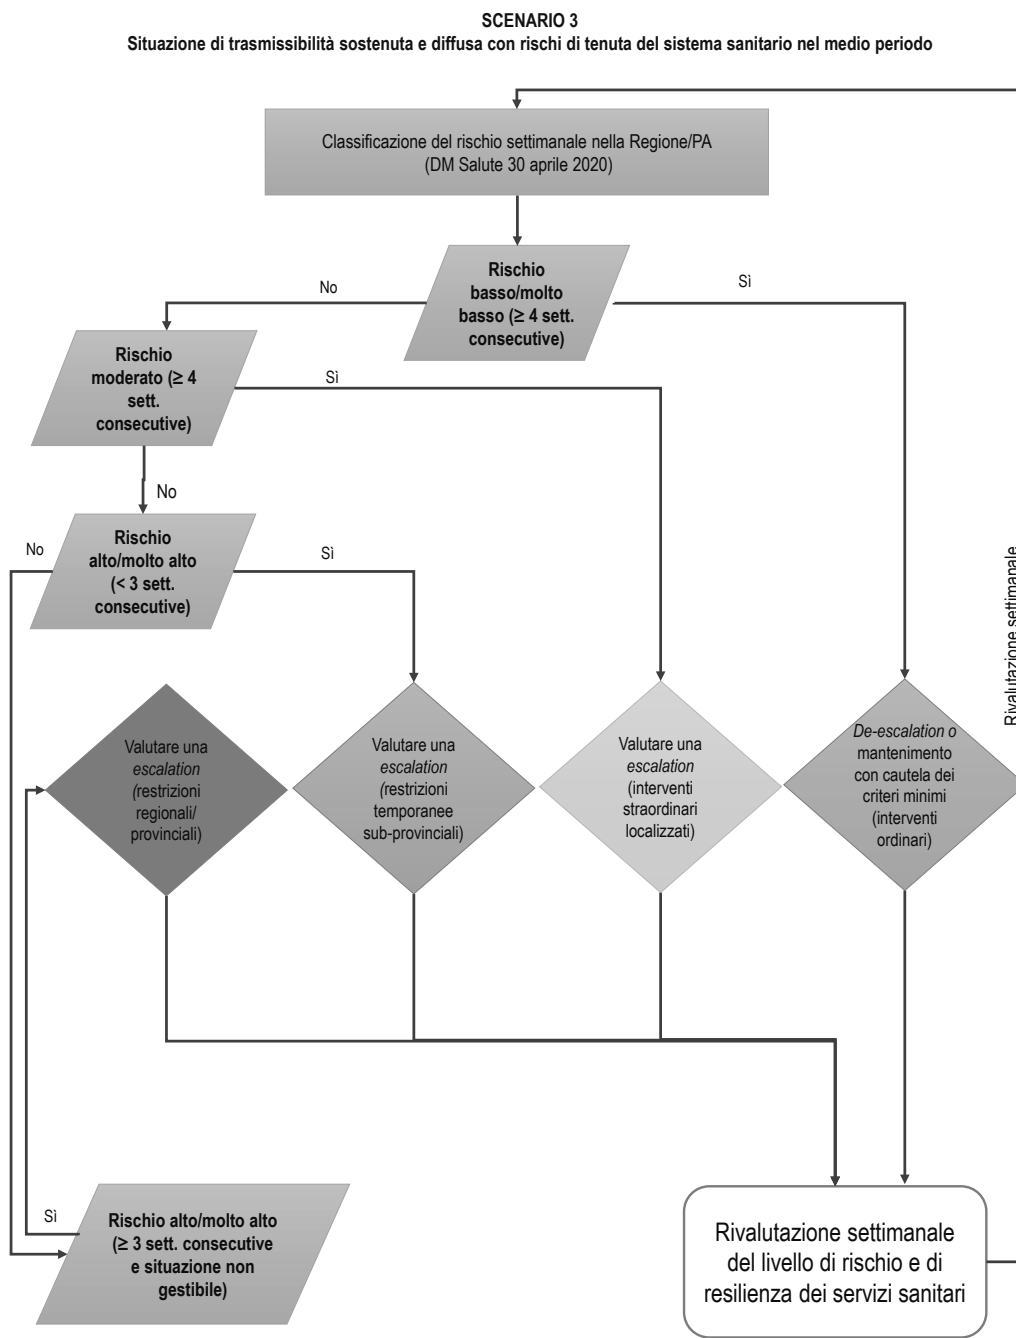 SCENARIO 3
Situazione di trasmissibilità sostenuta e diffusa con rischi di tenuta del sistema sanitario nel medio periodo
Classificazione del rischio settimanale nella Regione/PA
(DM Salute 30 aprile 2020)
Rischio
basso/molto
basso (≥ 4 sett.
consecutive)
No
Sì
Rischio
moderato (≥ 4
sett.
consecutive)
Sì
No
Rischio
alto/molto alto
(< 3 sett.
consecutive)
No
Sì
Rivalutazione settimanale
Valutare una
escalation
(restrizioni
regionali/
provinciali)
Valutare una
escalation
(restrizioni
temporanee
sub-provinciali)
Valutare una
escalation
(interventi
straordinari
localizzati)
De-escalation o
mantenimento
con cautela dei
criteri minimi
(interventi
ordinari)
Sì
Rischio alto/molto alto
(≥ 3 sett. consecutive
e situazione non
gestibile)
Rivalutazione settimanale
del livello di rischio e di
resilienza dei servizi sanitari